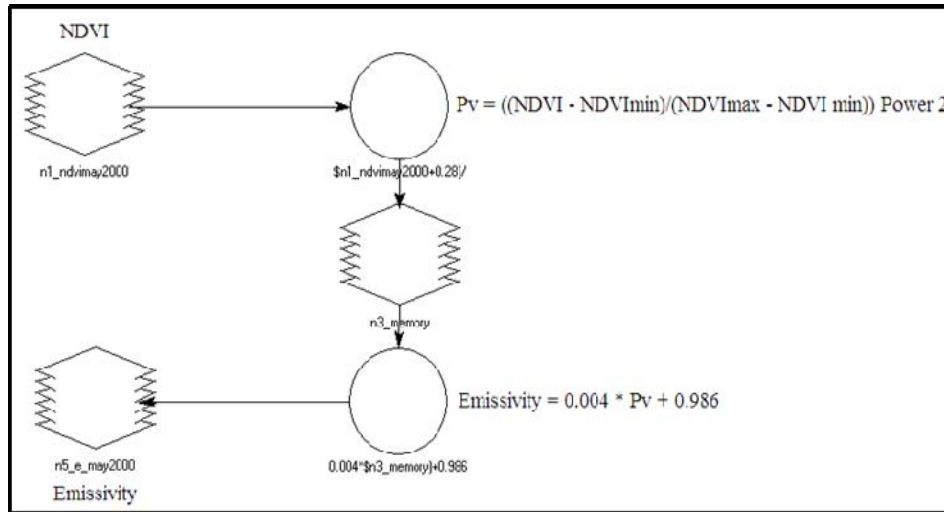 NDVI
Pv = ((NDVI - NDVImin)/(NDVImax - NDVI min)) Power 2
n1_ndvimay2000
$n1_ndvimay2000+0.28)/
n3_memory
Emissivity = 0.004 * Pv + 0.986
n5_e_may2000
0.004*$n3_memory)+0.986
Emissivity